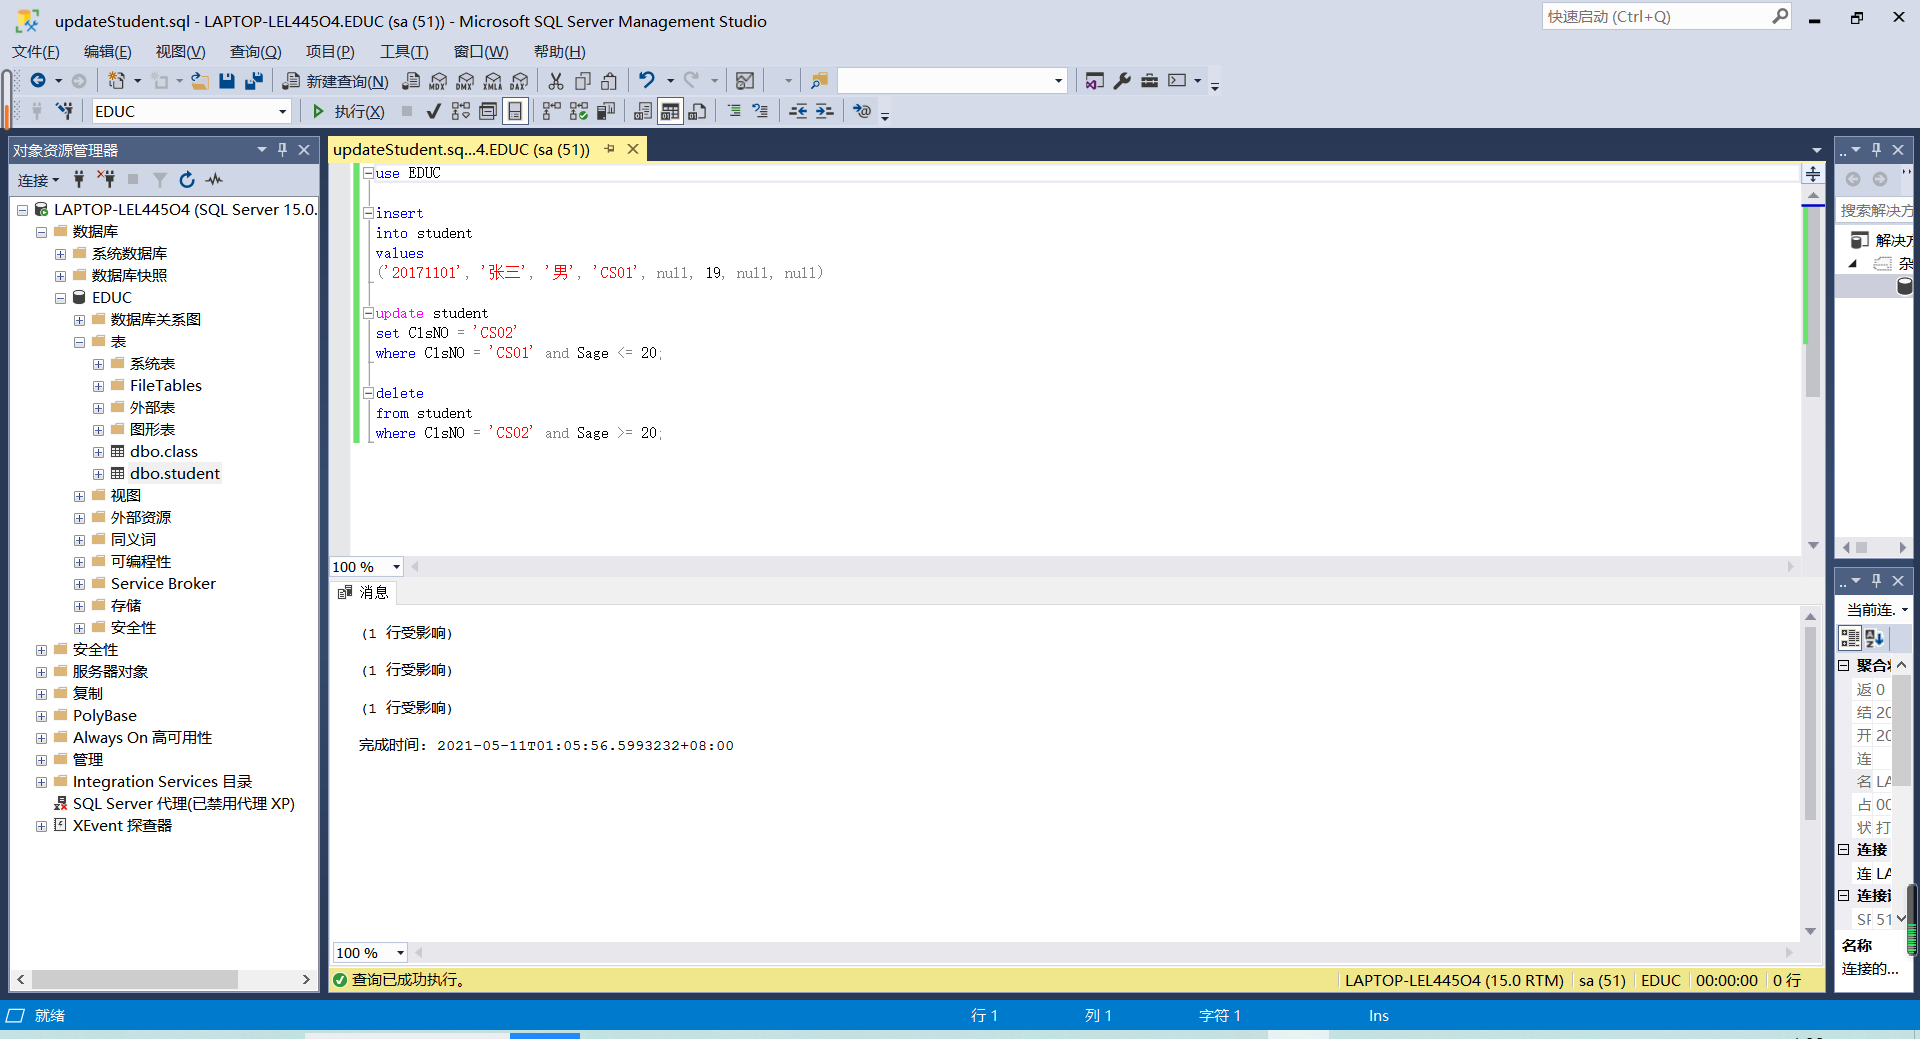 updateStudent.sql - LAPTOP-LEL445O4.EDUC (sa (51)) - Microsoft SQL Server Management Studio
快速启动 (Ctrl+Q)
文件(F) 编辑(E) 视图(V) 查询(Q) 项目(P) 工具(T) 窗口(W) 帮助(H)
新建查询(N) MDX DMX XMLA DAX
EDUC 执行(X)
对象资源管理器
连接
LAPTOP-LEL445O4 (SQL Server 15.0.
数据库
系统数据库
数据库快照
EDUC
数据库关系图
表
系统表
FileTables
外部表
图形表
dbo.class
dbo.student
视图
外部资源
同义词
可编程性
Service Broker
存储
安全性
安全性
服务器对象
复制
PolyBase
Always On 高可用性
管理
Integration Services 目录
SQL Server 代理(已禁用代理 XP)
XEvent 探查器
updateStudent.sq...4.EDUC (sa (51))
use EDUC
insert
into student
values
('20171101', '张三', '男', 'CS01', null, 19, null, null)
update student
set ClsNO = 'CS02'
where ClsNO = 'CS01' and Sage <= 20;
delete
from student
where ClsNO = 'CS02' and Sage >= 20;
100 %
消息
(1 行受影响)
(1 行受影响)
(1 行受影响)
完成时间: 2021-05-11T01:05:56.5993232+08:00
100 %
查询已成功执行。 LAPTOP-LEL445O4 (15.0 RTM) sa (51) EDUC 00:00:00 0 行
搜索解决方
解决方
杂
当前连.
聚合
返 0
结 20
开 20
连
名 LA
占 00
状 打
连接
连 LA
连接
SF 51
名称
连接的...
就绪 行 1 列 1 字符 1 Ins